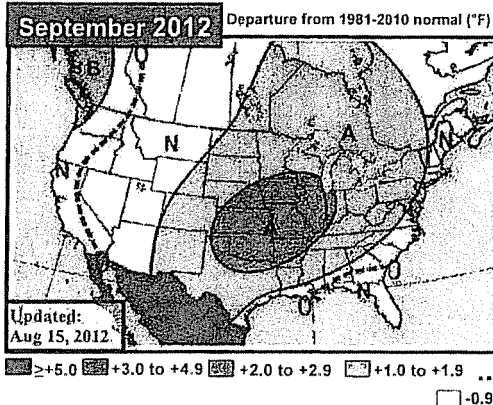 September 2012
Departure from 1981-2010 normal (°F)
B
N
A
N
N
A
N
Updated:
Aug 15, 2012
≥+5.0 +3.0 to +4.9 +2.0 to +2.9 +1.0 to +1.9
-0.9